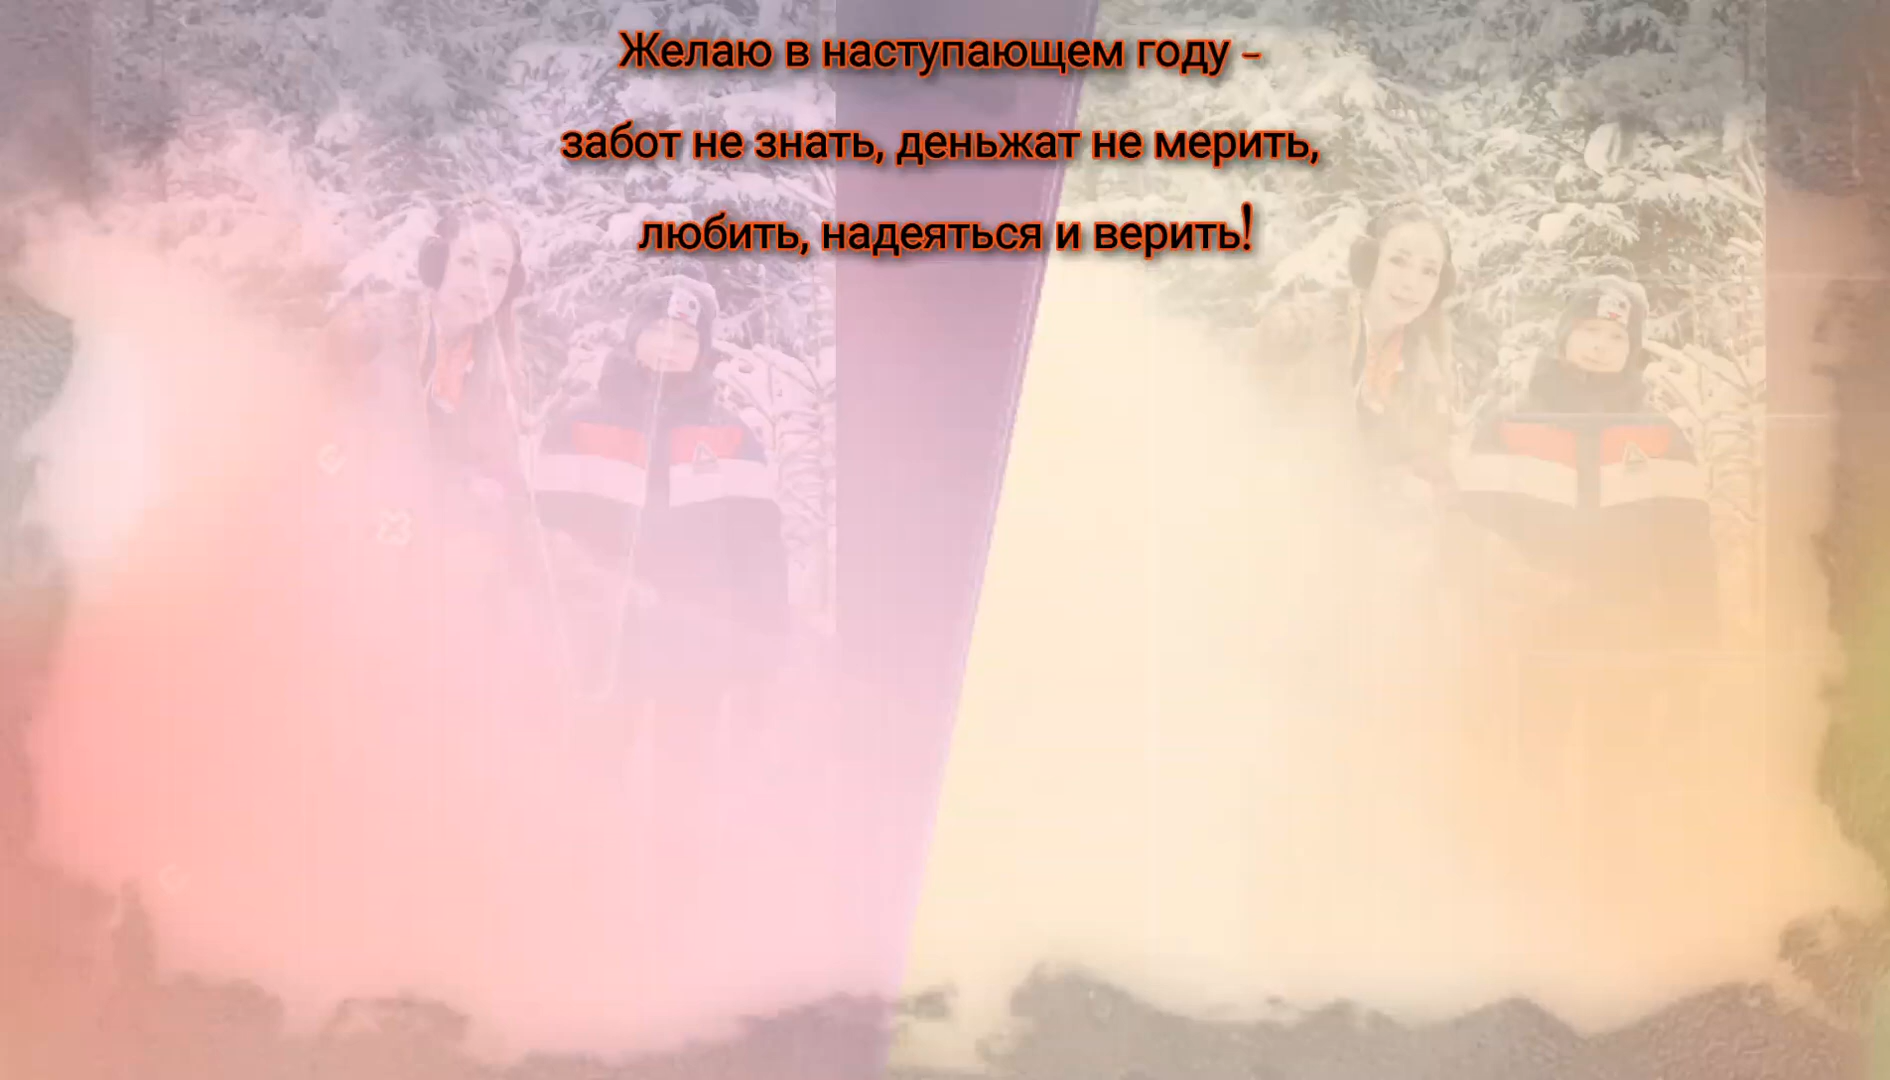 Желаю в наступающем году -
забот не знать, деньжат не мерить,
любить, надеяться и верить!